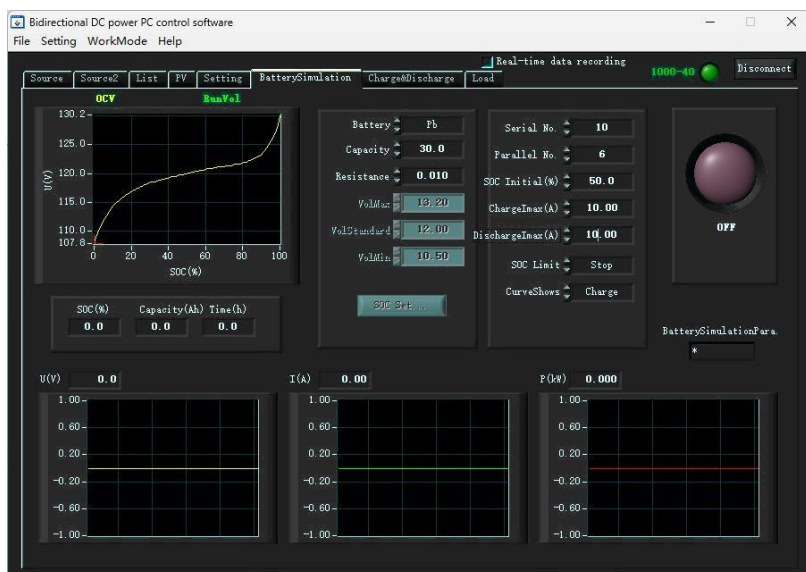 Bidirectional DC power PC control software
File Setting WorkMode Help
Real-time data recording
1000-40
Disconnect
Source Source2 List PV Setting BatterySimulation Charge&Discharge Load
OCV RunVol
130.2
125.0
120.0
115.0
110.0
107.8
U(V)
0 20 40 60 80 100
SOC(%)
SOC(%) Capacity(Ah) Time(h)
0.0 0.0 0.0
Battery Pb
Capacity 30.0
Resistance 0.010
VolMax 13.20
VolStandard 12.00
VolMin 10.50
SOC Set...
Serial No. 10
Parallel No. 6
SOC Initial(%) 50.0
ChargeImax(A) 10.00
DischargeImax(A) 10.00
SOC Limit Stop
CurveShows Charge
OFF
BatterySimulationPara.
*
U(V) 0.0
1.00
0.60
0.20
-0.20
-0.60
-1.00
I(A) 0.00
1.00
0.60
0.20
-0.20
-0.60
-1.00
P(kW) 0.000
1.00
0.60
0.20
-0.20
-0.60
-1.00